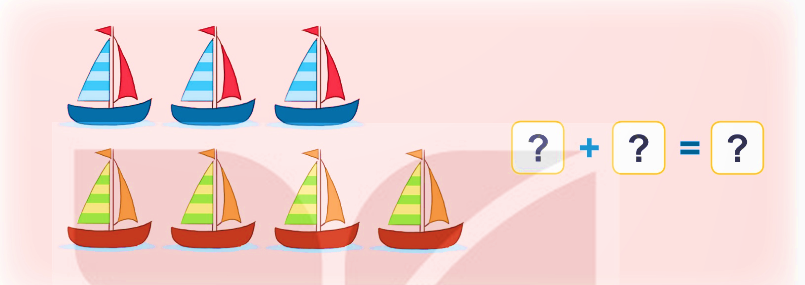 ? + ? = ?